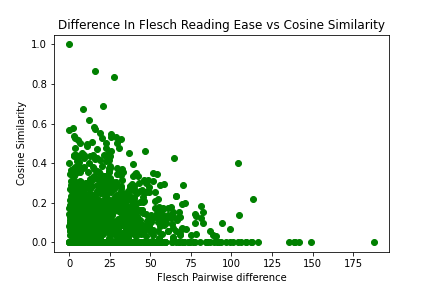 Difference In Flesch Reading Ease vs Cosine Similarity
1.0
0.8
0.6
0.4
0.2
0.0
Cosine Similarity
0 25 50 75 100 125 150 175
Flesch Pairwise difference